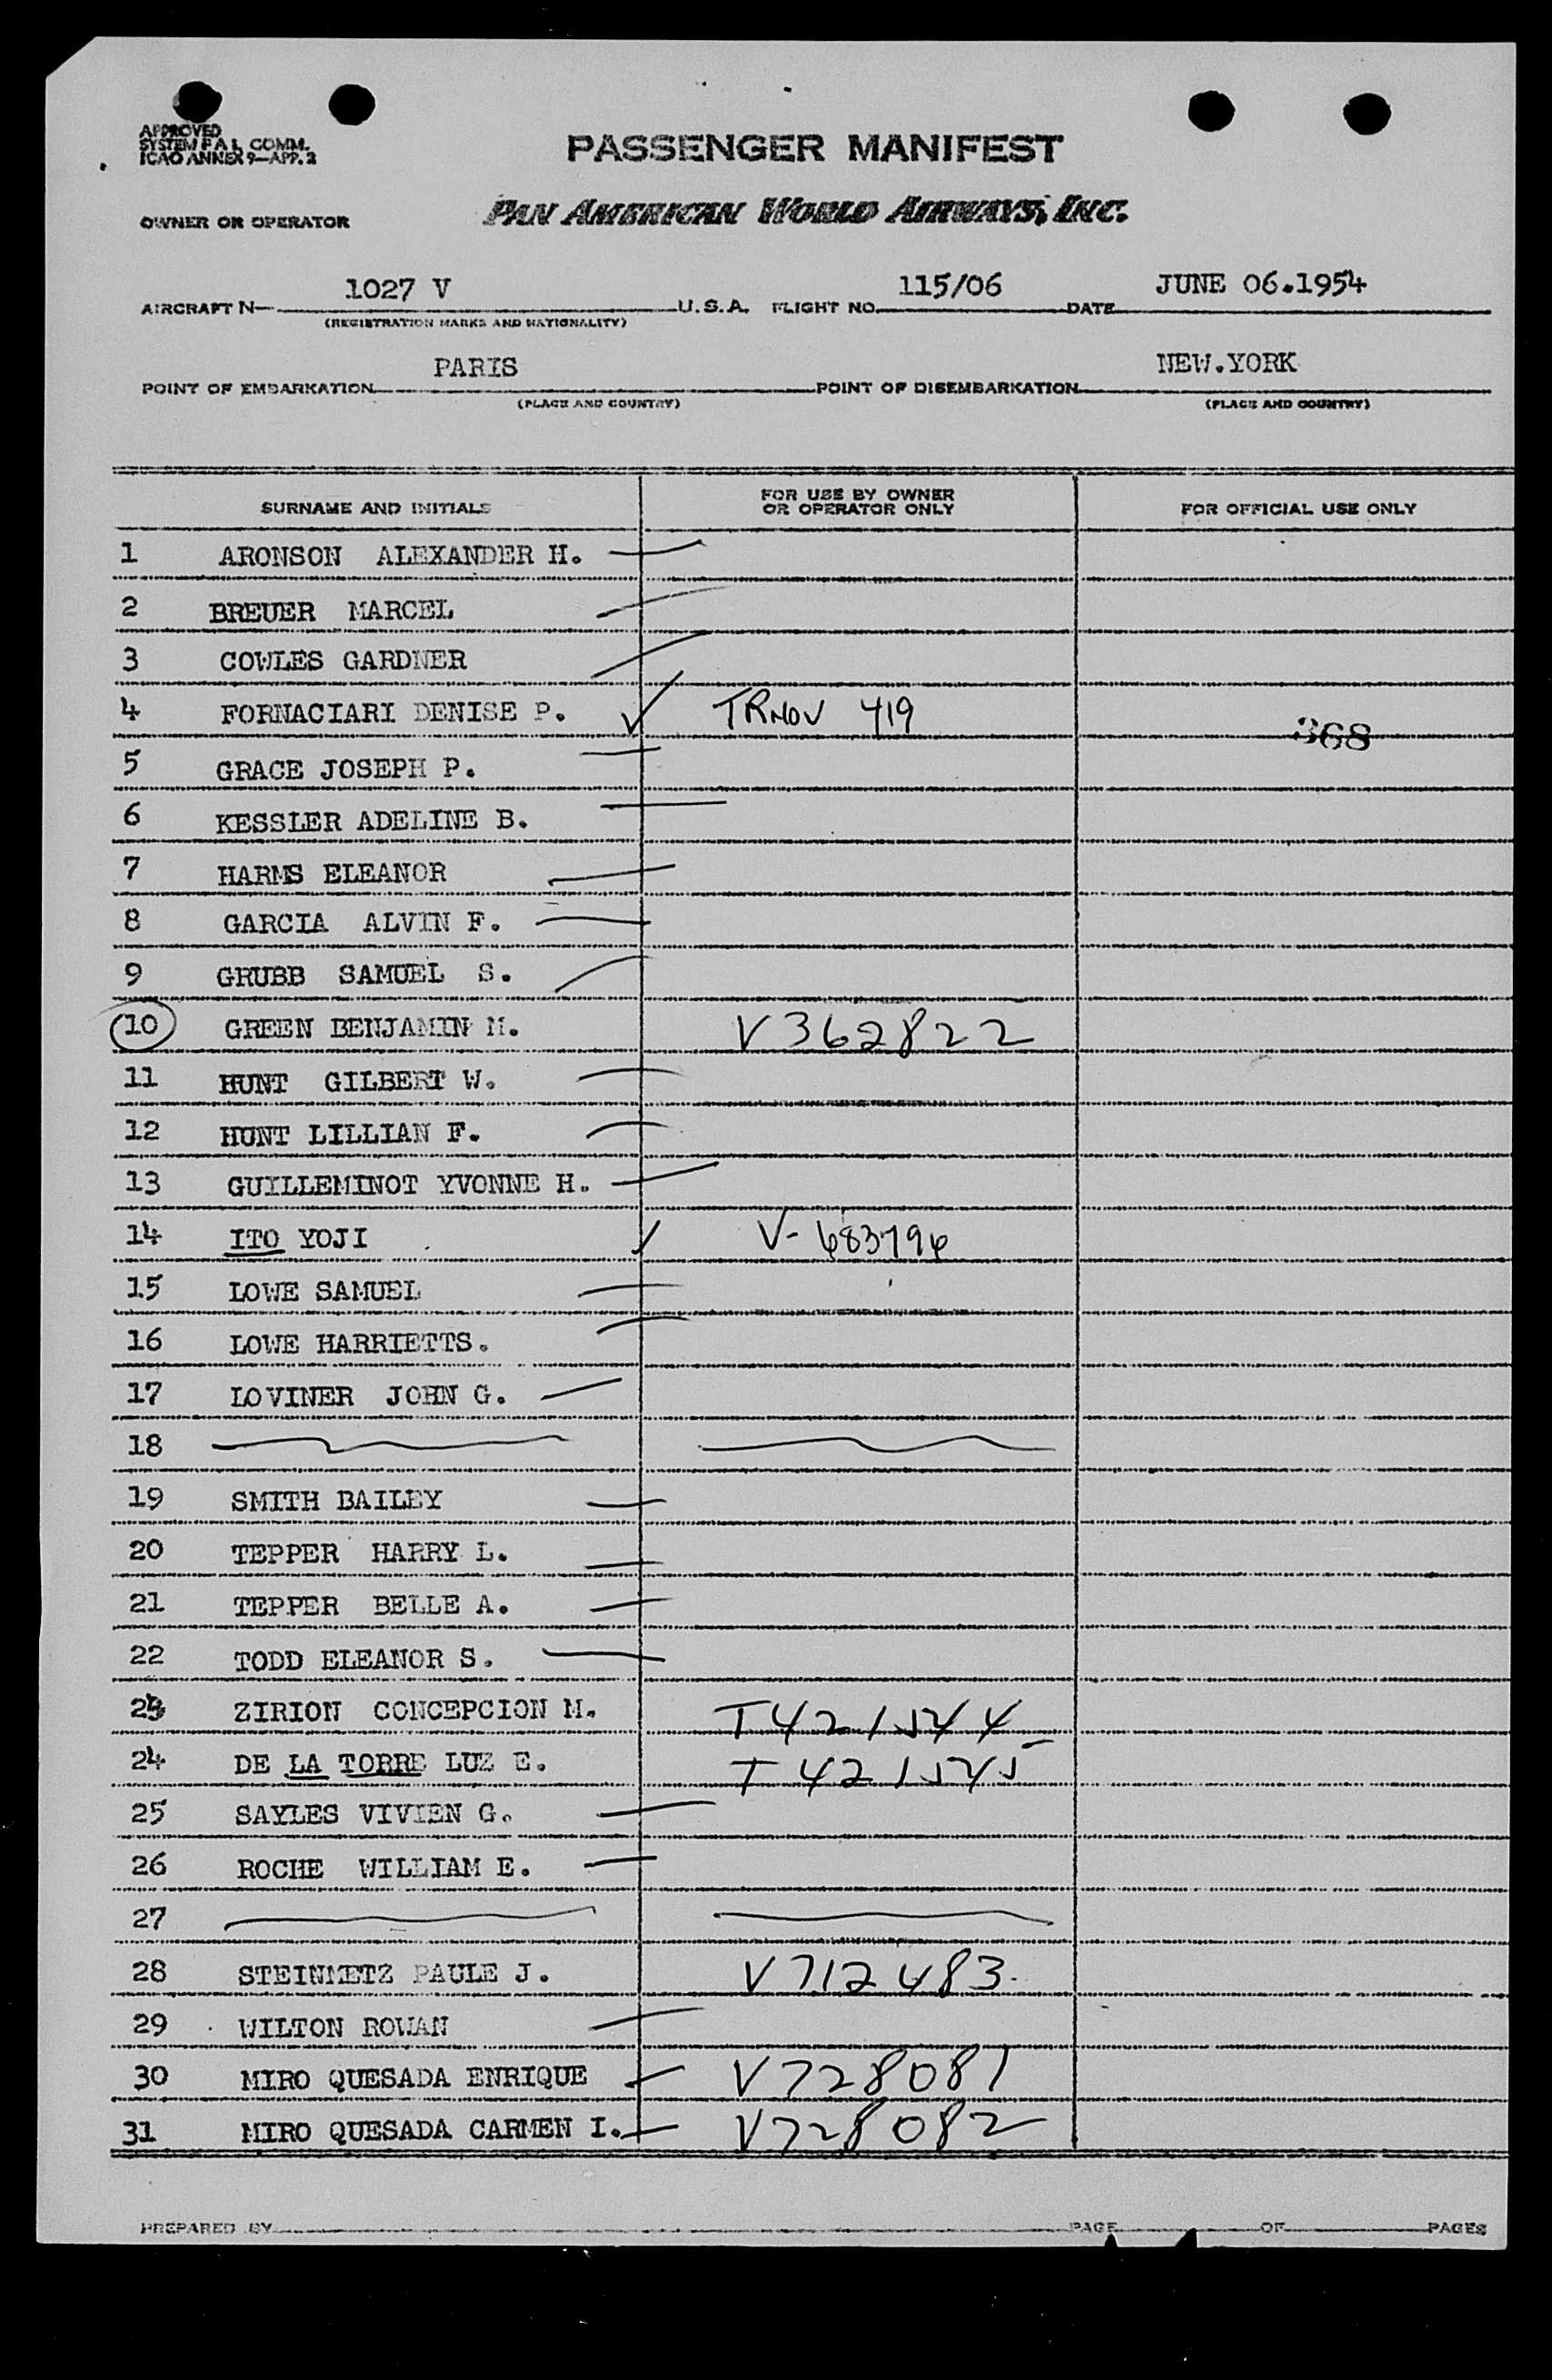 APPROVED
SYSTEM F A L COMM.
ICAO ANNEX 9—APP. 2
PASSENGER MANIFEST
OWNER OR OPERATOR PAN AMERICAN WORLD AIRWAYS, INC.
AIRCRAFT N— 1027 V U.S.A. FLIGHT NO. 115/06 DATE JUNE 06.1954
(REGISTRATION MARKS AND NATIONALITY)
POINT OF EMBARKATION PARIS POINT OF DISEMBARKATION NEW.YORK
(PLACE AND COUNTRY) (PLACE AND COUNTRY)
SURNAME AND INITIALS FOR USE BY OWNER OR OPERATOR ONLY FOR OFFICIAL USE ONLY
1 ARONSON ALEXANDER H.
2 BREUER MARCEL
3 COWLES GARDNER
4 FORNACIARI DENISE P. TRNOV 419
368
5 GRACE JOSEPH P.
6 KESSLER ADELINE B.
7 HARMS ELEANOR
8 GARCIA ALVIN F.
9 GRUBB SAMUEL S.
10 GREEN BENJAMIN M. V362822
11 HUNT GILBERT W.
12 HUNT LILLIAN F.
13 GUILLEMINOT YVONNE H.
14 ITO YOJI V-683796
15 LOWE SAMUEL
16 LOWE HARRIETTS.
17 LOVINER JOHN G.
18
19 SMITH BAILEY
20 TEPPER HARRY L.
21 TEPPER BELLE A.
22 TODD ELEANOR S.
23 ZIRION CONCEPCION M. T421544
24 DE LA TORRE LUZ E. T421545
25 SAYLES VIVIEN G.
26 ROCHE WILLIAM E.
27
28 STEINMETZ PAULE J. V712483
29 WILTON ROWAN
30 MIRO QUESADA ENRIQUE V728081
31 MIRO QUESADA CARMEN I. V728082
PREPARED BY PAGE OF PAGES